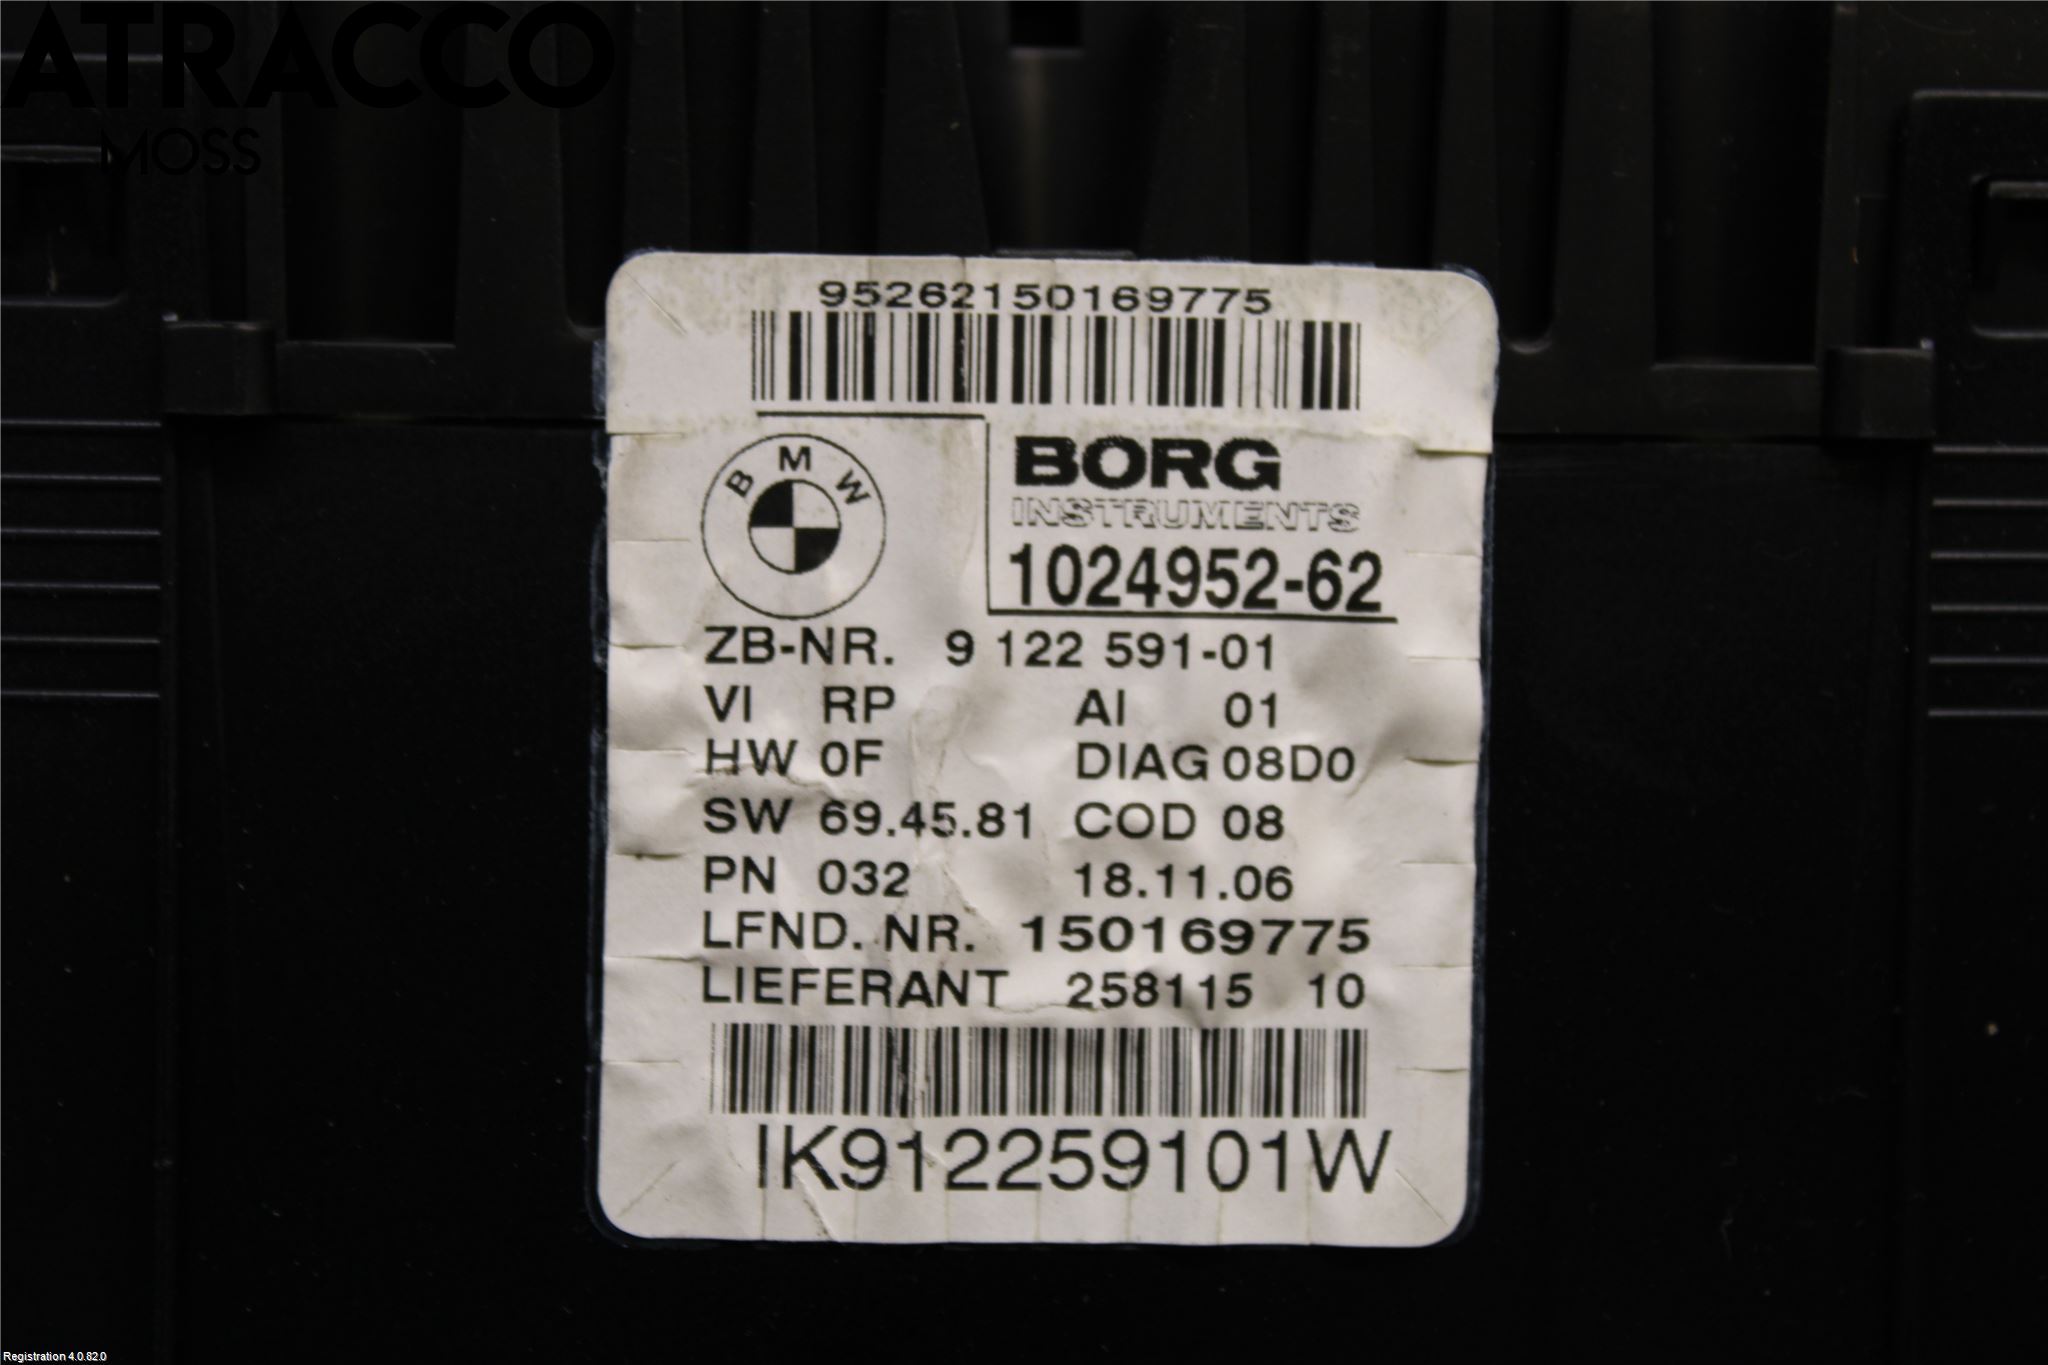 ATRACCO
MOSS
95262150169775
BMW
BORG
INSTRUMENTS
1024952-62
ZB-NR. 9 122 591-01
VI RP AI 01
HW 0F DIAG 08D0
SW 69.45.81 COD 08
PN 032 18.11.06
LFND. NR. 150169775
LIEFERANT 258115 10
IK912259101W
Registration 4.0.82.0